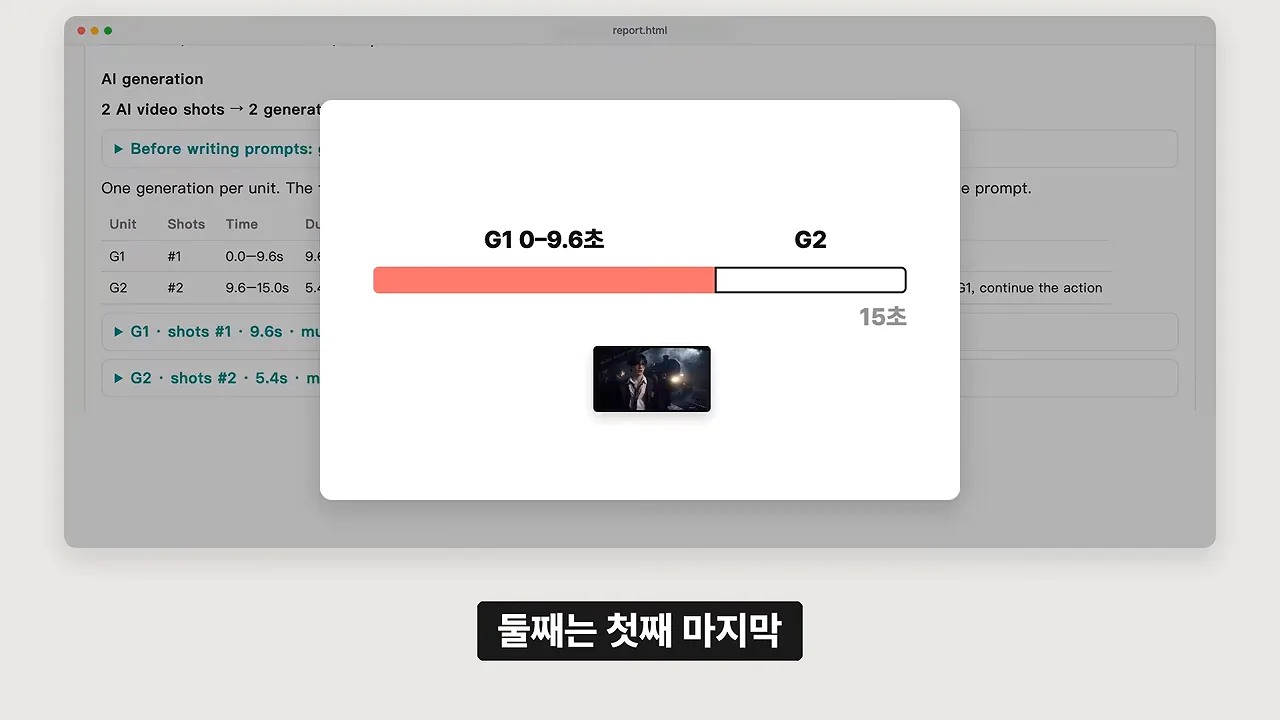 report.html
AI generation
2 AI video shots → 2 generat
▶ Before writing prompts:
One generation per unit. The
e prompt.
Unit Shots Time Du
G1 #1 0.0–9.6s 9.6
G2 #2 9.6–15.0s 5.4
G1, continue the action
▶ G1 · shots #1 · 9.6s · mu
▶ G2 · shots #2 · 5.4s · m
G1 0–9.6초 G2
15초
둘째는 첫째 마지막